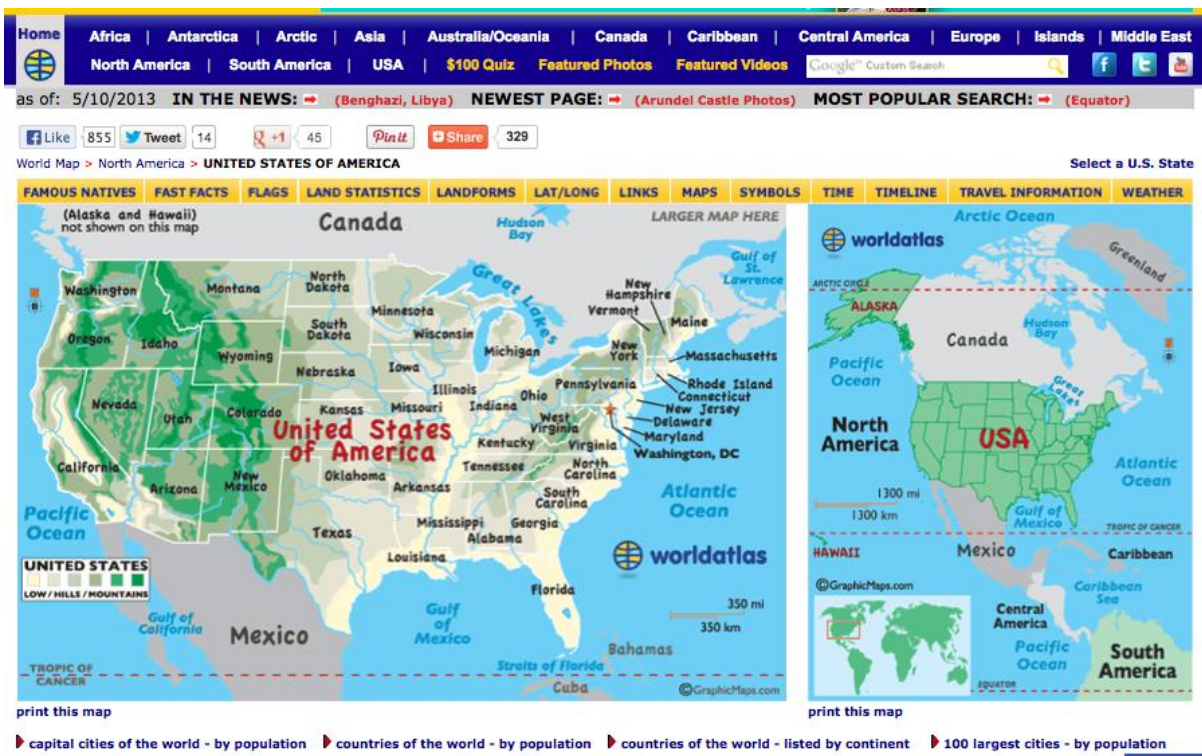 Home Africa | Antarctica | Arctic | Asia | Australia/Oceania | Canada | Caribbean | Central America | Europe | Islands | Middle East
North America | South America | USA | $100 Quiz Featured Photos Featured Videos Google™ Custom Search
as of: 5/10/2013 IN THE NEWS: (Benghazi, Libya) NEWEST PAGE: (Arundel Castle Photos) MOST POPULAR SEARCH: (Equator)
Like 855 Tweet 14 +1 45 Pin it Share 329
World Map > North America > UNITED STATES OF AMERICA
Select a U.S. State
FAMOUS NATIVES FAST FACTS FLAGS LAND STATISTICS LANDFORMS LAT/LONG LINKS MAPS SYMBOLS TIME TIMELINE TRAVEL INFORMATION WEATHER
(Alaska and Hawaii)
not shown on this map
Canada
Hudson
Bay
LARGER MAP HERE
Gulf of
St.
Lawrence
Great Lakes
Washington
Montana
North
Dakota
Minnesota
New
Hampshire
Vermont
Maine
Oregon
Idaho
Wyoming
South
Dakota
Wisconsin
Michigan
New
York
Massachusetts
Rhode Island
Connecticut
New Jersey
Delaware
Maryland
Washington, DC
Nebraska
Iowa
Illinois
Indiana
Ohio
Pennsylvania
Nevada
Utah
Colorado
Kansas
Missouri
West
Virginia
Kentucky
Virginia
United States
of America
California
Arizona
New
Mexico
Oklahoma
Arkansas
Tennessee
North
Carolina
South
Carolina
Texas
Mississippi
Alabama
Georgia
Louisiana
Florida
Pacific
Ocean
Atlantic
Ocean
worldatlas
UNITED STATES
LOW / HILLS / MOUNTAINS
Gulf of
California
Mexico
Gulf
of
Mexico
350 mi
350 km
Bahamas
Straits of Florida
TROPIC OF
CANCER
Cuba
©GraphicMaps.com
print this map
Arctic Ocean
worldatlas
Greenland
ARCTIC CIRCLE
ALASKA
Canada
Hudson
Bay
Pacific
Ocean
Great
Lakes
North
America
USA
Atlantic
Ocean
1300 mi
1300 km
Gulf of
Mexico
TROPIC OF CANCER
HAWAII
Mexico
Caribbean
©GraphicMaps.com
Caribbean
Sea
Central
America
Pacific
Ocean
South
America
EQUATOR
print this map
capital cities of the world - by population countries of the world - by population countries of the world - listed by continent 100 largest cities - by population